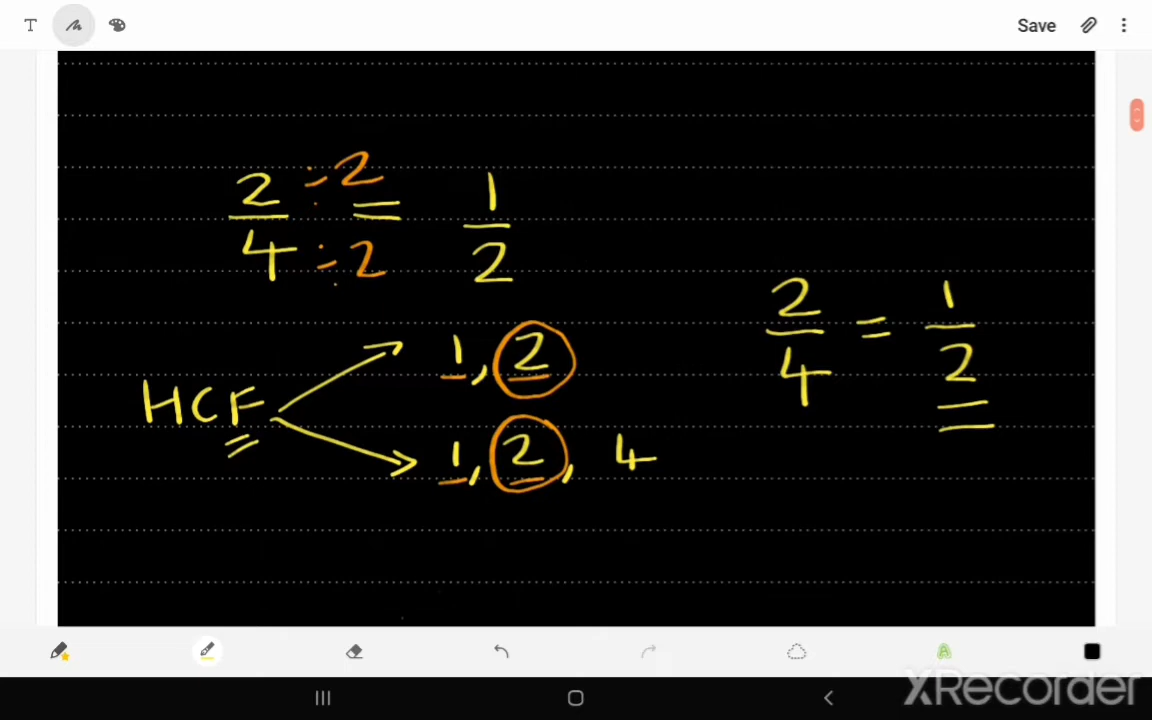 T Save
2/4 ÷2/÷2 = 1/2
2/4 = 1/2
HCF
1, 2
1, 2, 4
A
XRecorder